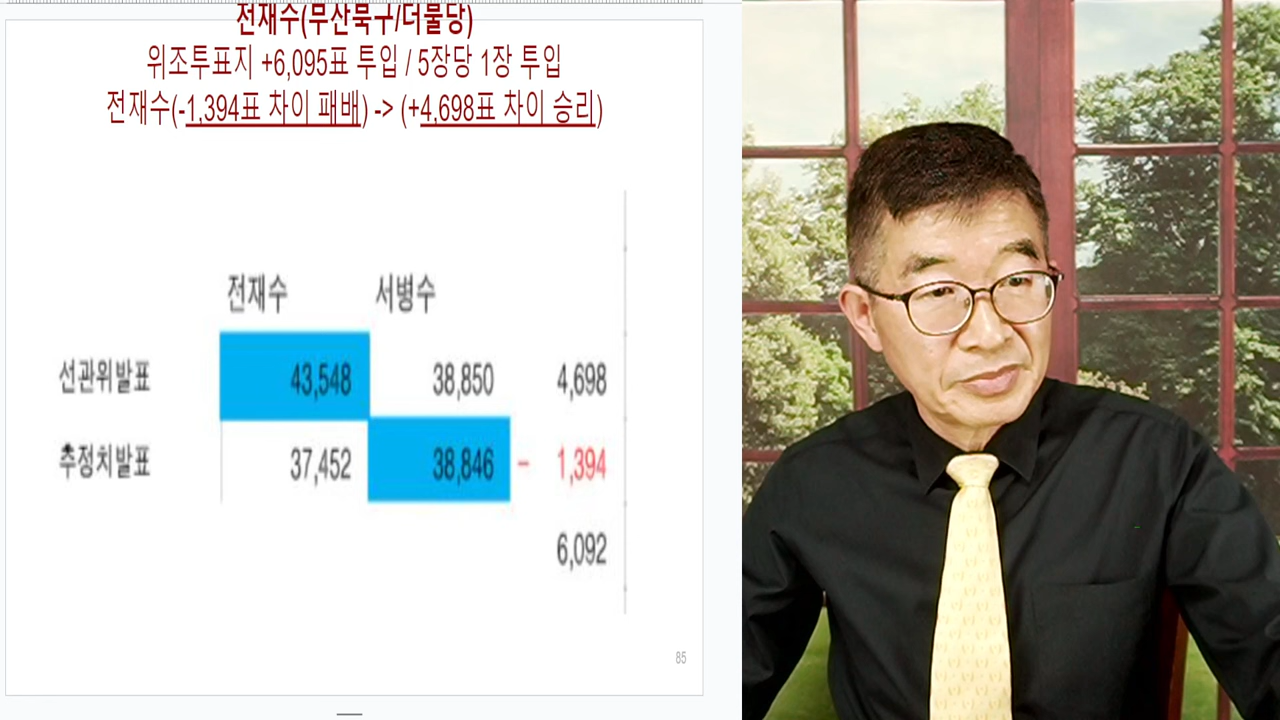 전재수(부산북구/더불당)
위조투표지 +6,095표 투입 / 5장당 1장 투입
전재수(-1,394표 차이 패배) -> (+4,698표 차이 승리)
전재수 서병수
선관위발표 43,548 38,850 4,698
추정치발표 37,452 38,846 - 1,394
6,092
85